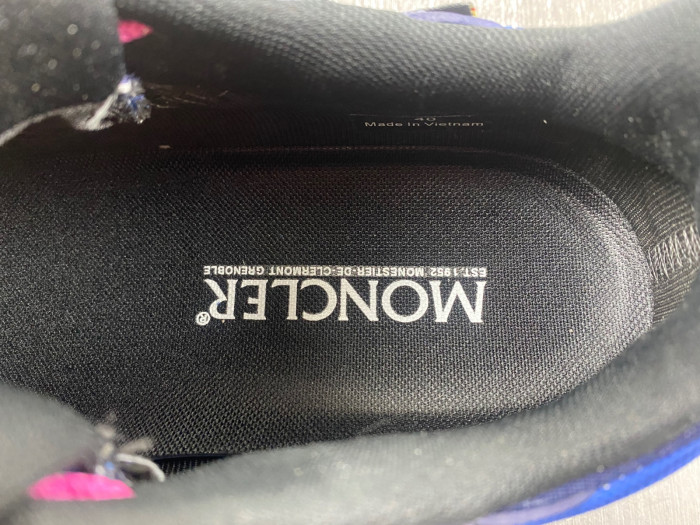 40
Made in Vietnam
MONCLER®
EST. 1952 MONESTIER-DE-CLERMONT GRENOBLE